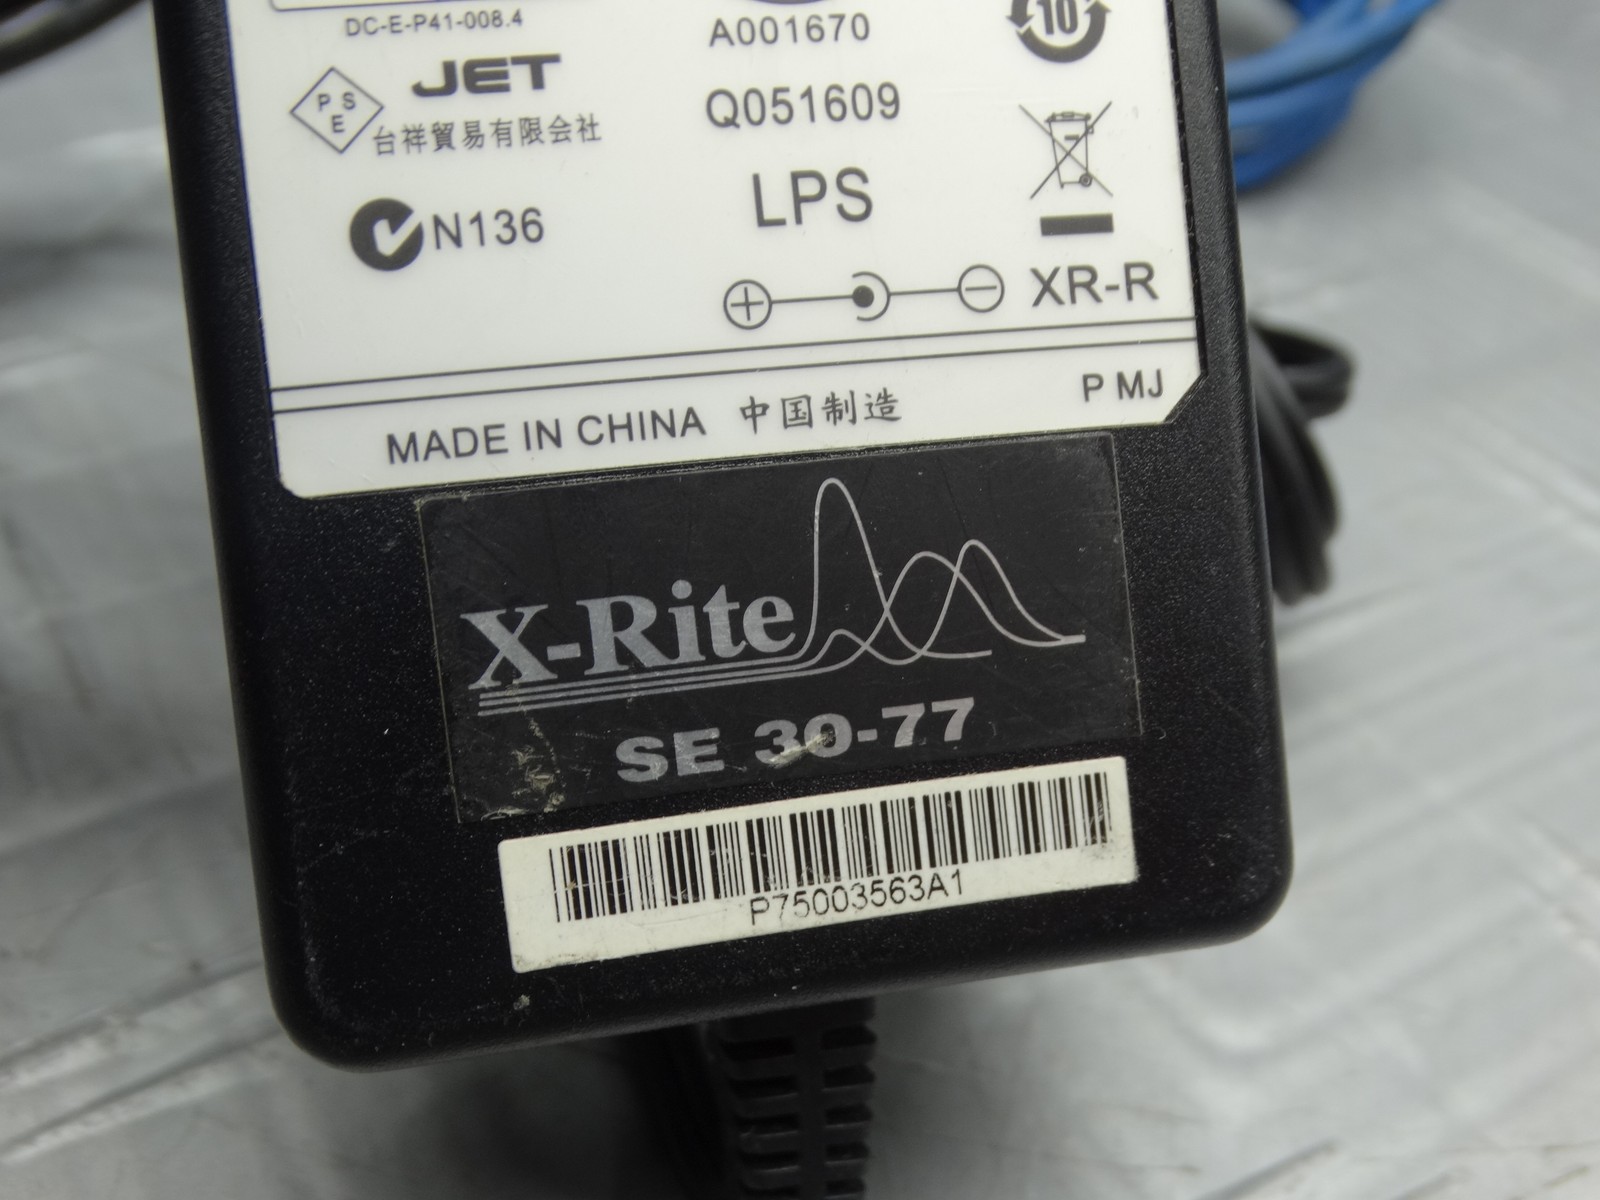 DC-E-P41-008.4
A001670
10
PSE
JET
台祥貿易有限会社
Q051609
LPS
N136
XR-R
MADE IN CHINA 中国制造
P MJ
X-Rite
SE 30-77
P75003563A1